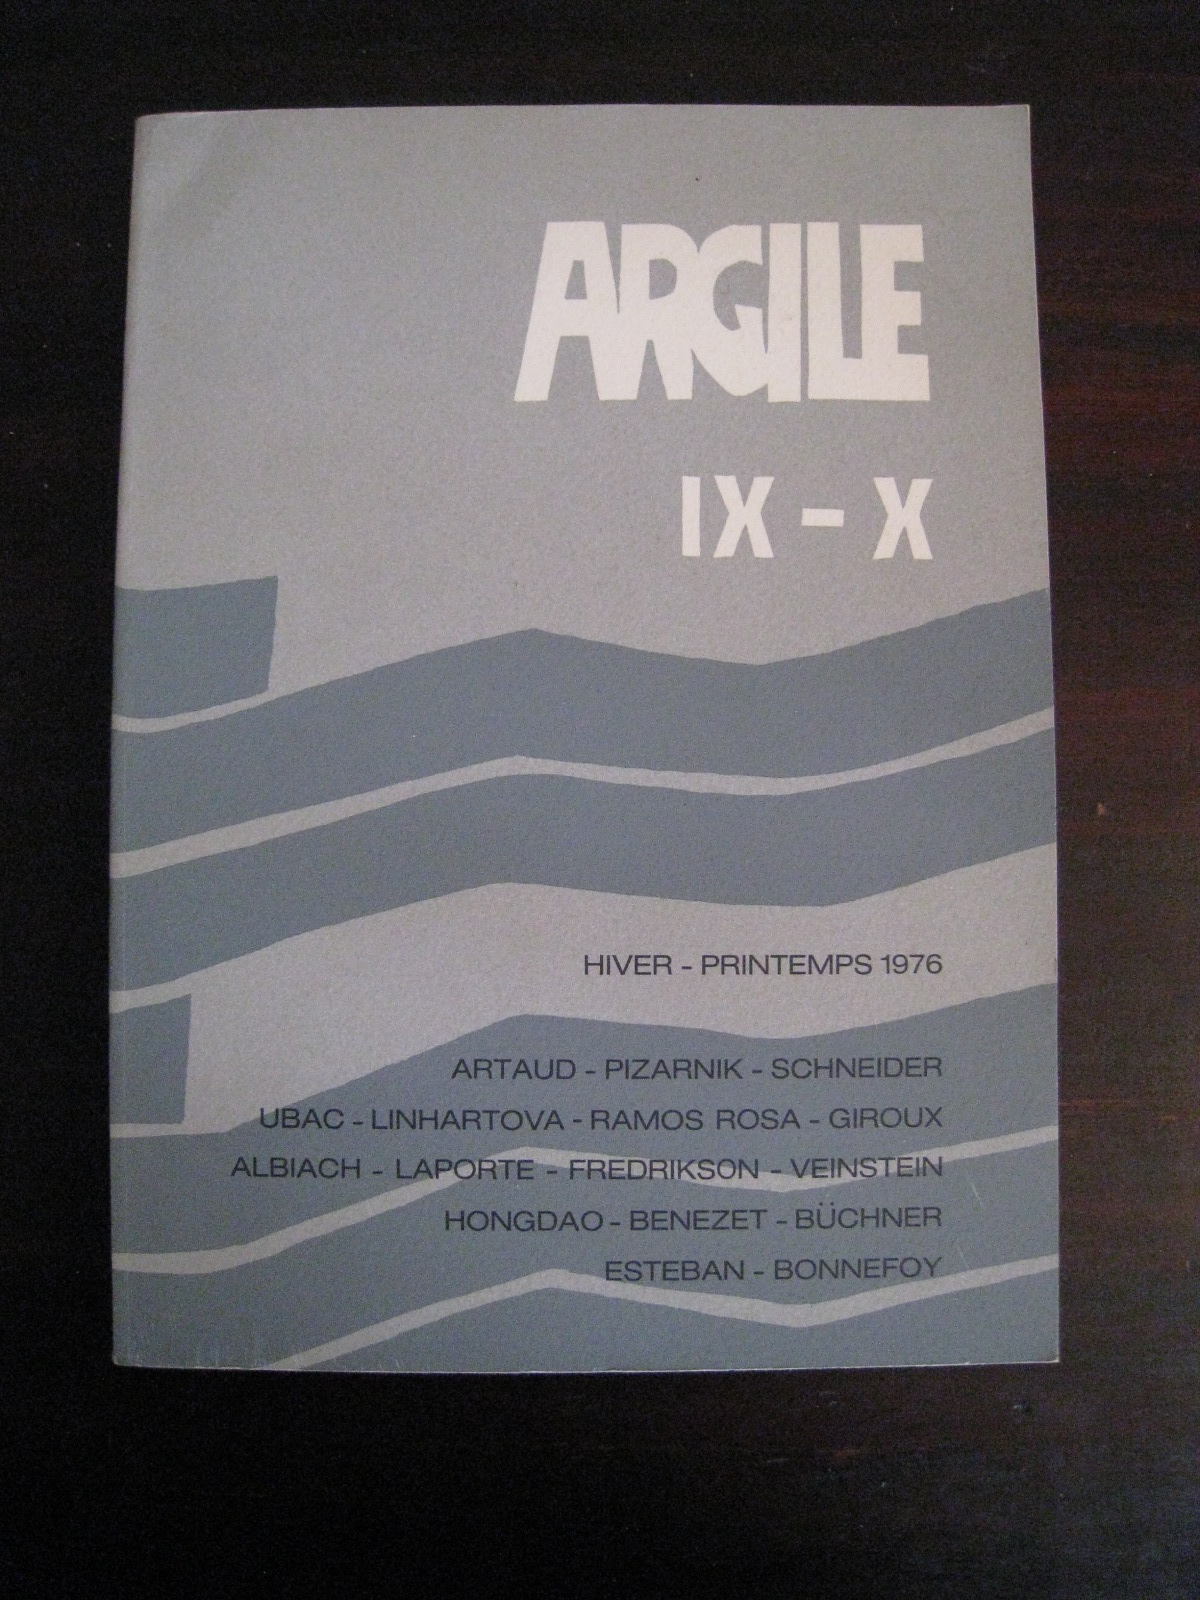 ARGILE
IX - X
HIVER - PRINTEMPS 1976
ARTAUD - PIZARNIK - SCHNEIDER
UBAC - LINHARTOVA - RAMOS ROSA - GIROUX
ALBIACH - LAPORTE - FREDRIKSON - VEINSTEIN
HONGDAO - BENEZET - BÜCHNER
ESTEBAN - BONNEFOY